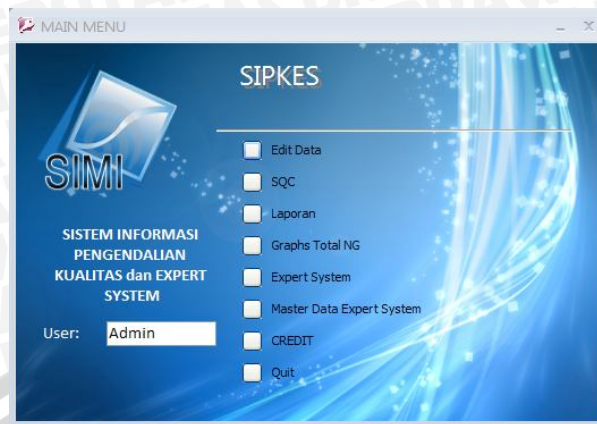 MAIN MENU
SIPKES
SIMI
SISTEM INFORMASI
PENGENDALIAN
KUALITAS dan EXPERT
SYSTEM
User: Admin
Edit Data
SQC
Laporan
Graphs Total NG
Expert System
Master Data Expert System
CREDIT
Quit